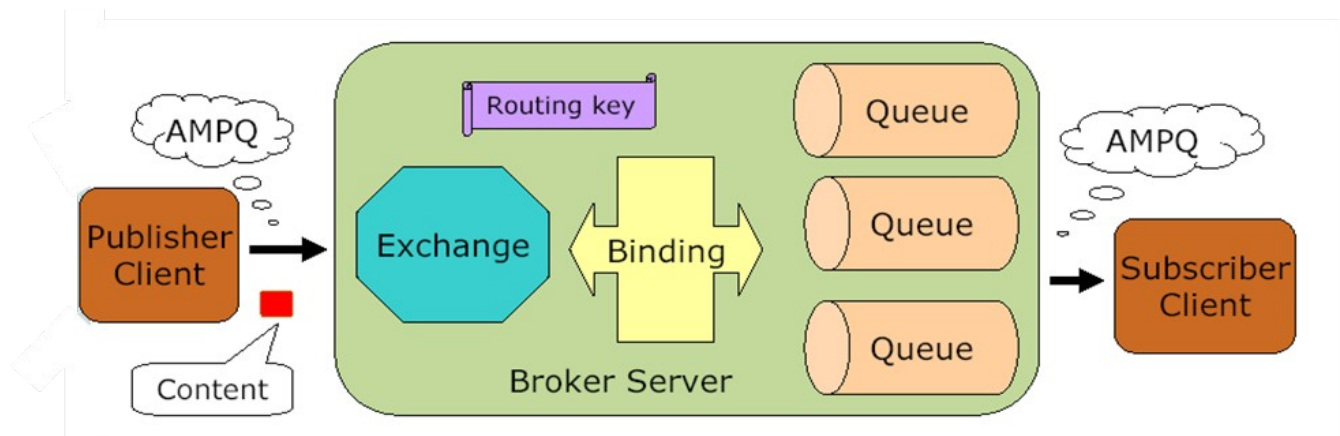 AMPQ
Publisher
Client
Content
Routing key
Exchange
Binding
Queue
Queue
Queue
Broker Server
AMPQ
Subscriber
Client